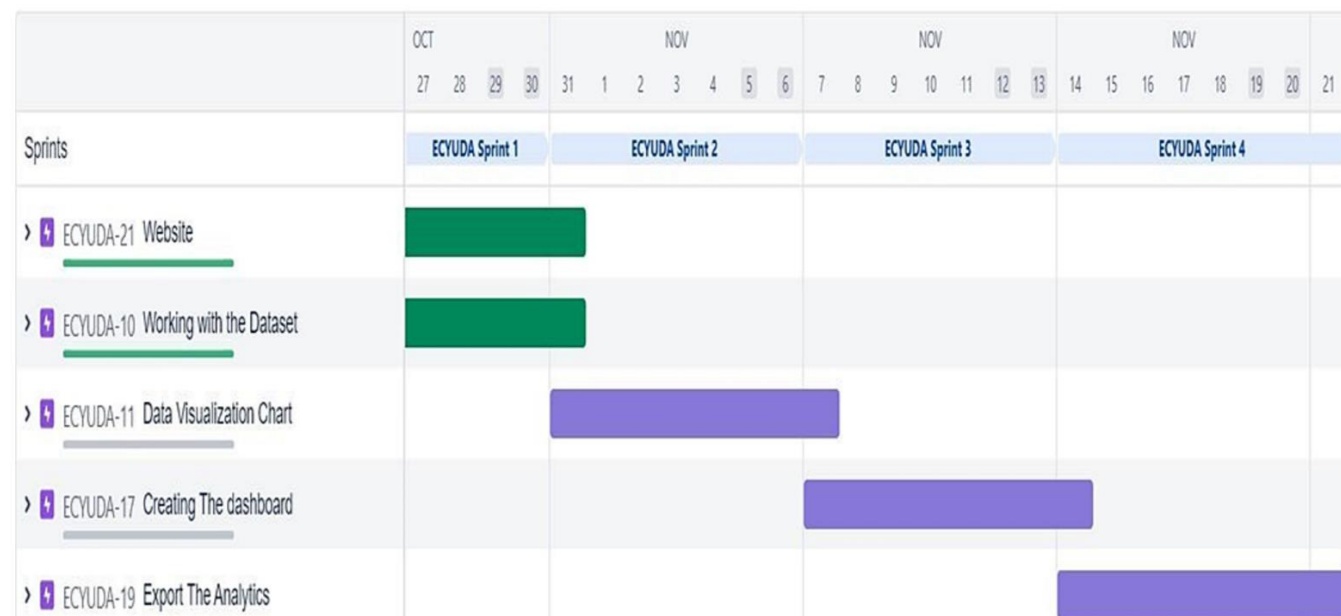 OCT NOV NOV NOV
27 28 29 30 31 1 2 3 4 5 6 7 8 9 10 11 12 13 14 15 16 17 18 19 20 21
Sprints ECYUDA Sprint 1 ECYUDA Sprint 2 ECYUDA Sprint 3 ECYUDA Sprint 4
ECYUDA-21 Website
ECYUDA-10 Working with the Dataset
ECYUDA-11 Data Visualization Chart
ECYUDA-17 Creating The dashboard
ECYUDA-19 Export The Analytics